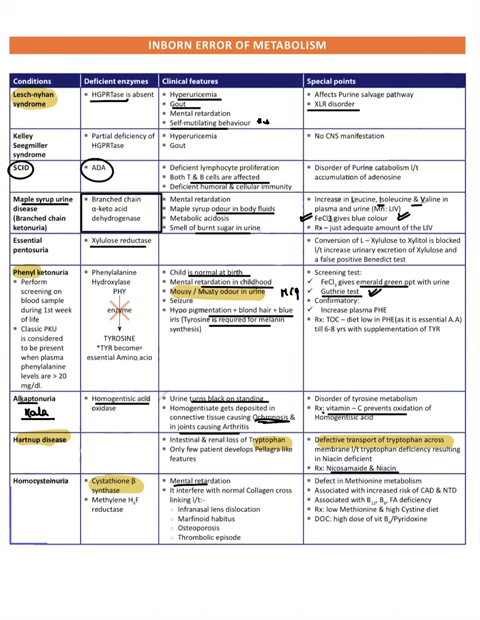 INBORN ERROR OF METABOLISM
Conditions Deficient enzymes Clinical features Special points
Lesch-nyhan
syndrome
HGPRTase is absent
Hyperuricemia
Gout
Mental retardation
Self-mutilating behaviour
Affects Purine salvage pathway
XLR disorder
Kelley
Seegmiller
syndrome
Partial deficiency of
HGPRTase
Hyperuricemia
Gout
No CNS manifestation
SCID
ADA
Deficient lymphocyte proliferation
Both T & B cells are affected
Deficient humoral & cellular immunity
Disorder of Purine catabolism l/t
accumulation of adenosine
Maple syrup urine
disease
(Branched chain
ketonuria)
Branched chain
α-keto acid
dehydrogenase
Mental retardation
Maple syrup odour in body fluids
Metabolic acidosis
Smell of burnt sugar in urine
Increase in Leucine, Isoleucine & Valine in
plasma and urine (Mn: LIV)
FeCl3 gives blue colour
Rx – just adequate amount of the LIV
Essential
pentosuria
Xylulose reductase
Conversion of L – Xylulose to Xylitol is blocked
l/t increase urinary excretion of Xylulose and
a false positive Benedict test
Phenyl ketonuria
Perform
screening on
blood sample
during 1st week
of life
Classic PKU
is considered
to be present
when plasma
phenylalanine
levels are > 20
mg/dl.
Phenylalanine
Hydroxylase
PHY
enzyme
TYROSINE
*TYR becomes
essential Amino acid
Child is normal at birth
Mental retardation in childhood
Mousy / Musty odour in urine
Seizure
Hypo pigmentation + blond hair + blue
iris (Tyrosine is required for melanin
synthesis)
Screening test:
FeCl3 gives emerald green ppt with urine
Guthrie test
Confirmatory:
Increase plasma PHE
Rx: TOC – diet low in PHE(as it is essential A.A)
till 6-8 yrs with supplementation of TYR
Alkaptonuria
Kala
Homogentisic acid
oxidase
Urine turns black on standing
Homogentisate gets deposited in
connective tissue causing Ochronosis &
in joints causing Arthritis
Disorder of tyrosine metabolism
Rx: vitamin – C prevents oxidation of
Homogentisic acid
Hartnup disease
Intestinal & renal loss of Tryptophan
Only few patient develops Pellagra like
features
Defective transport of tryptophan across
membrane l/t tryptophan deficiency resulting
in Niacin deficient
Rx: Nicosamaide & Niacin
Homocysteinuria
Cystathione β
synthase
Methylene H4F
reductase
Mental retardation
It interfere with normal Collagen cross
linking l/t:-
Infranasal lens dislocation
Marfinoid habitus
Osteoporosis
Thrombolic episode
Defect in Methionine metabolism
Associated with increased risk of CAD & NTD
Associated with B12, B6, FA deficiency
Rx: low Methionine & high Cystine diet
DOC: high dose of vit B6/Pyridoxine